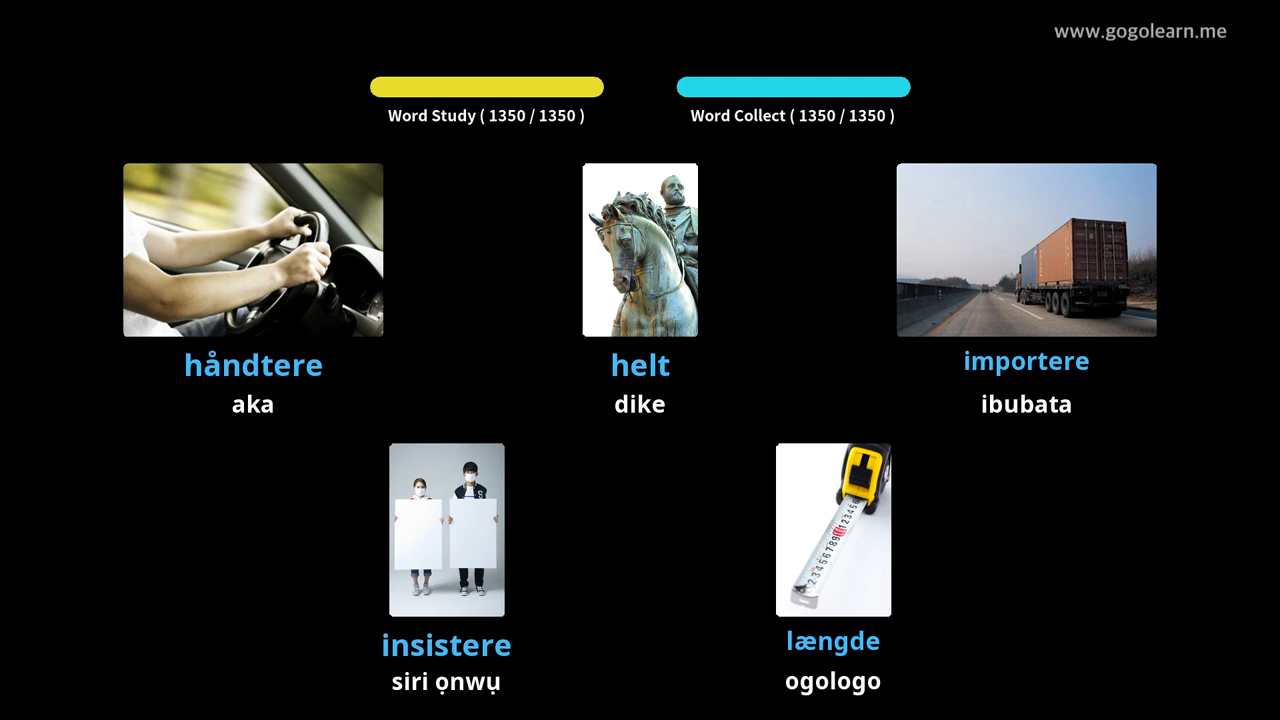 www.gogolearn.me
Word Study ( 1350 / 1350 )
Word Collect ( 1350 / 1350 )
håndtere
aka
helt
dike
importere
ibubata
insistere
siri ọnwụ
længde
ogologo